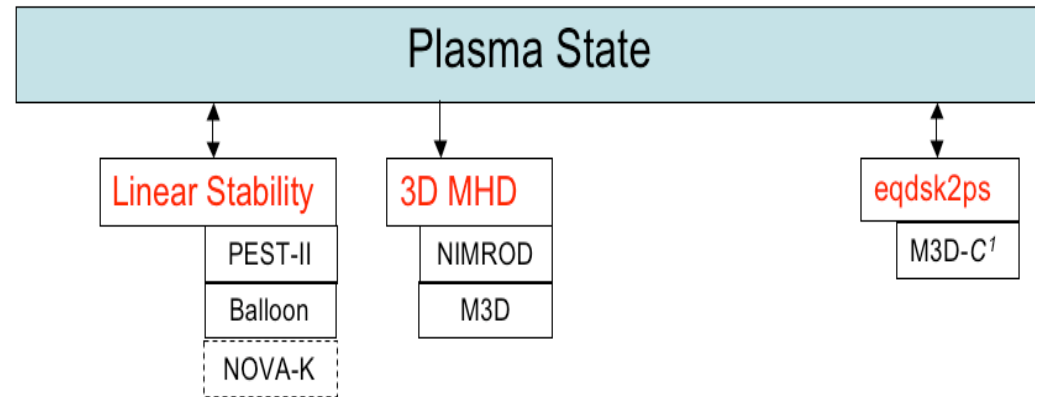 Plasma State
Linear Stability
PEST-II
Balloon
NOVA-K
3D MHD
NIMROD
M3D
eqdsk2ps
M3D-C¹